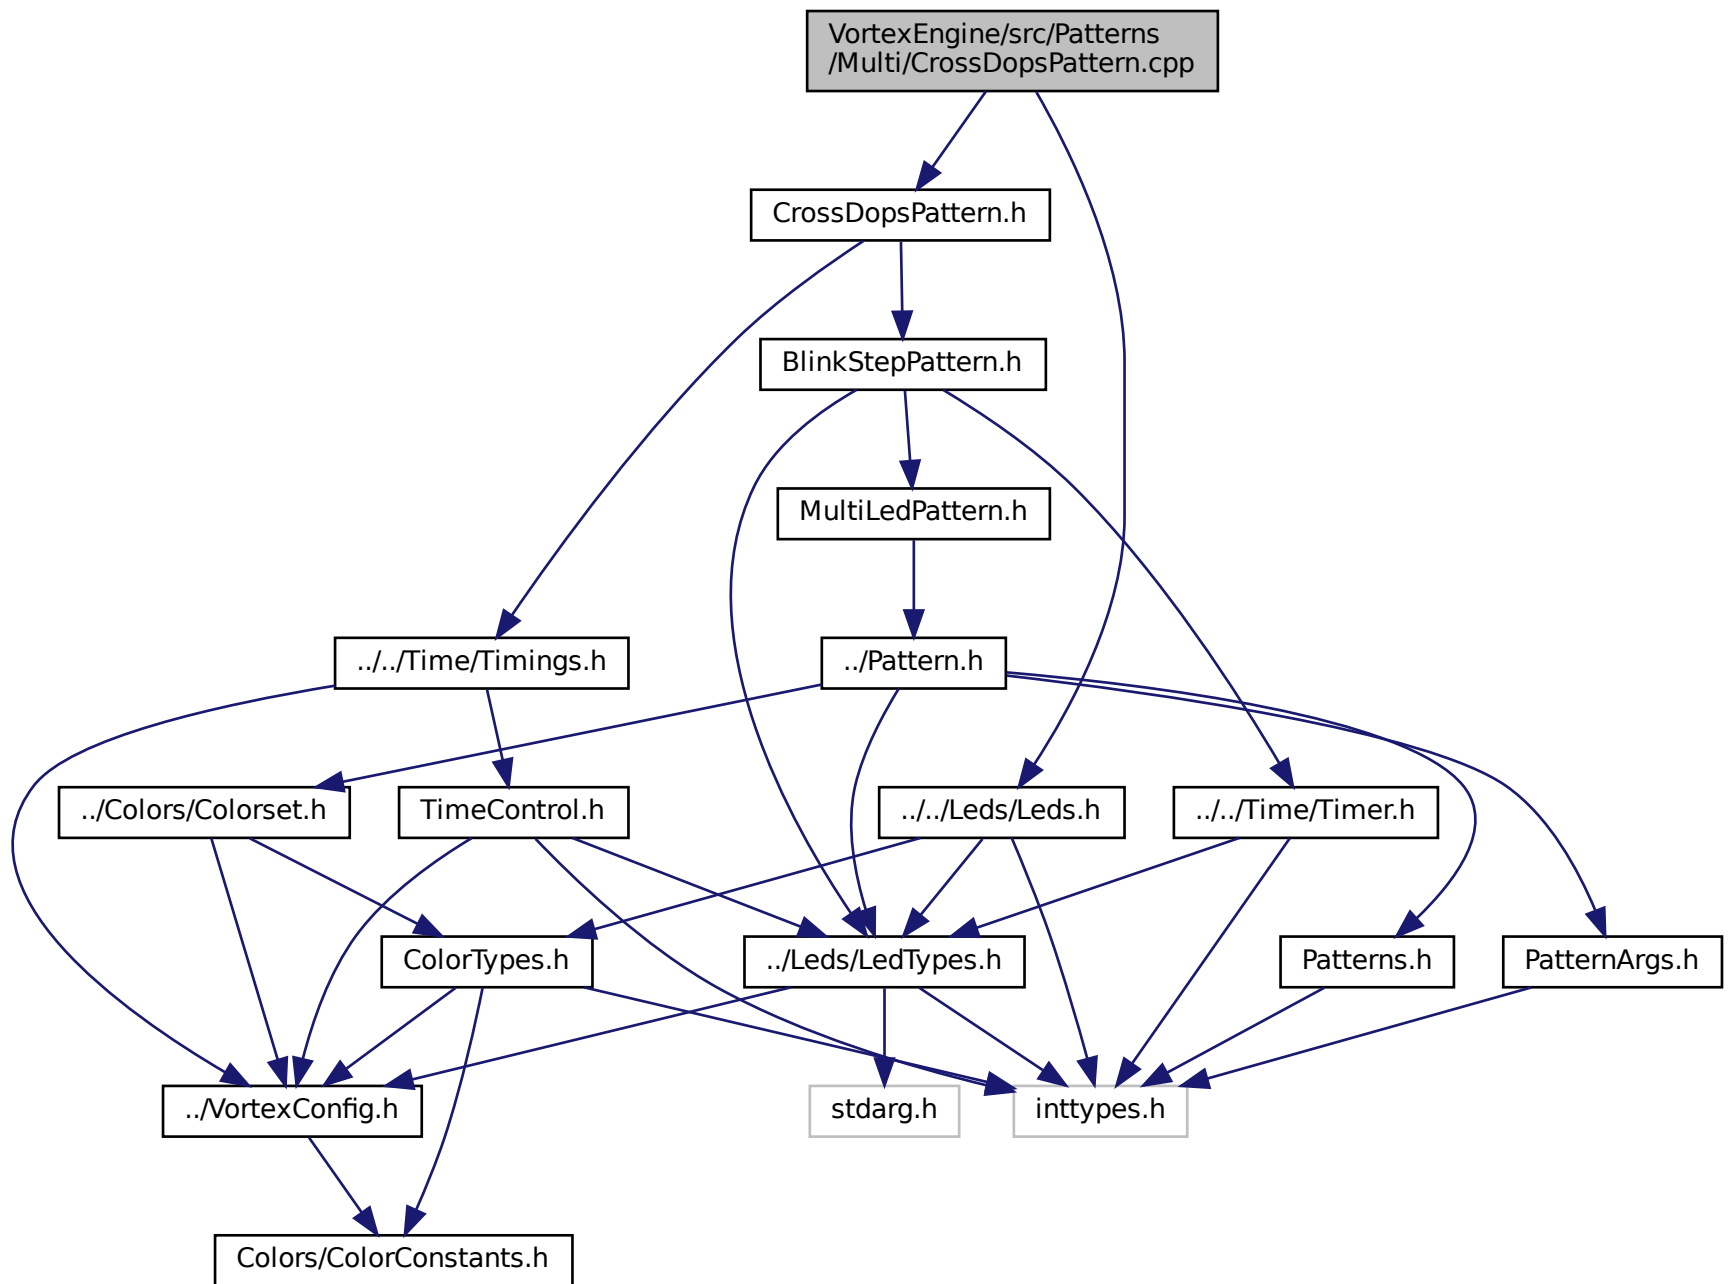 VortexEngine/src/Patterns
/Multi/CrossDopsPattern.cpp
CrossDopsPattern.h
BlinkStepPattern.h
MultiLedPattern.h
../../Time/Timings.h
../Pattern.h
../Colors/Colorset.h
TimeControl.h
../../Leds/Leds.h
../../Time/Timer.h
ColorTypes.h
../Leds/LedTypes.h
Patterns.h
PatternArgs.h
../VortexConfig.h
stdarg.h
inttypes.h
Colors/ColorConstants.h